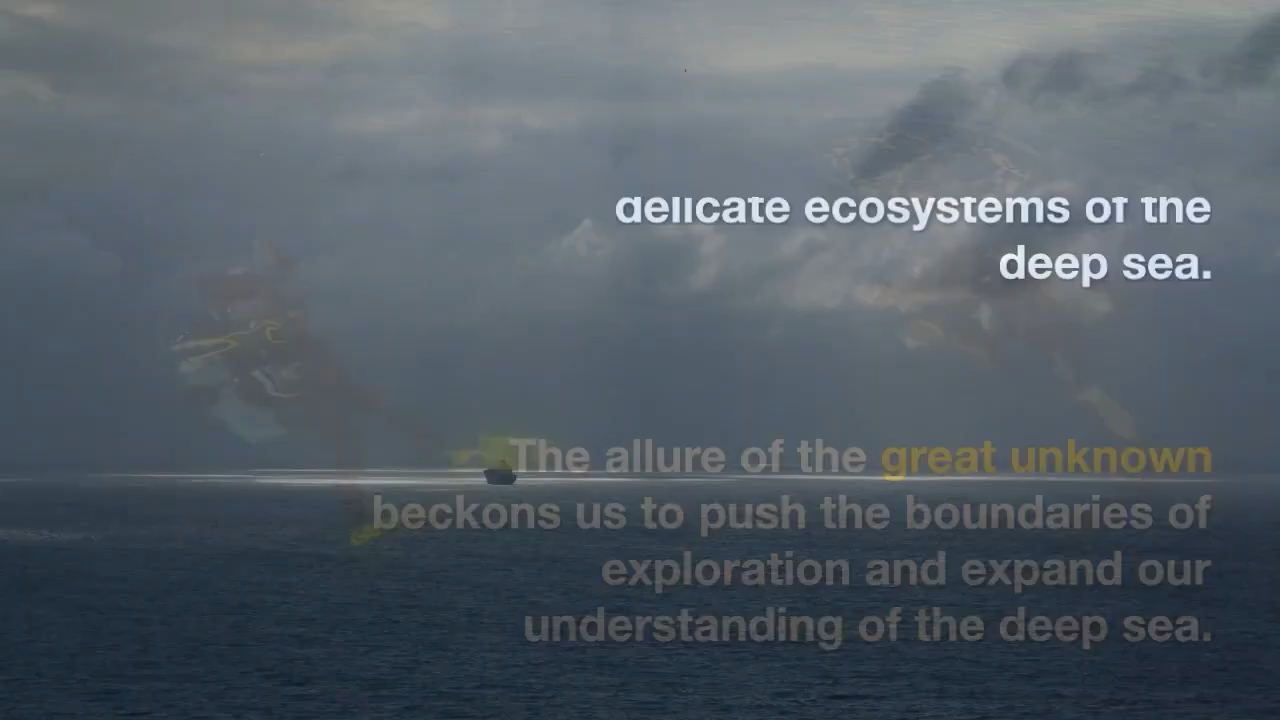 delicate ecosystems of the
deep sea.
The allure of the great unknown
beckons us to push the boundaries of
exploration and expand our
understanding of the deep sea.